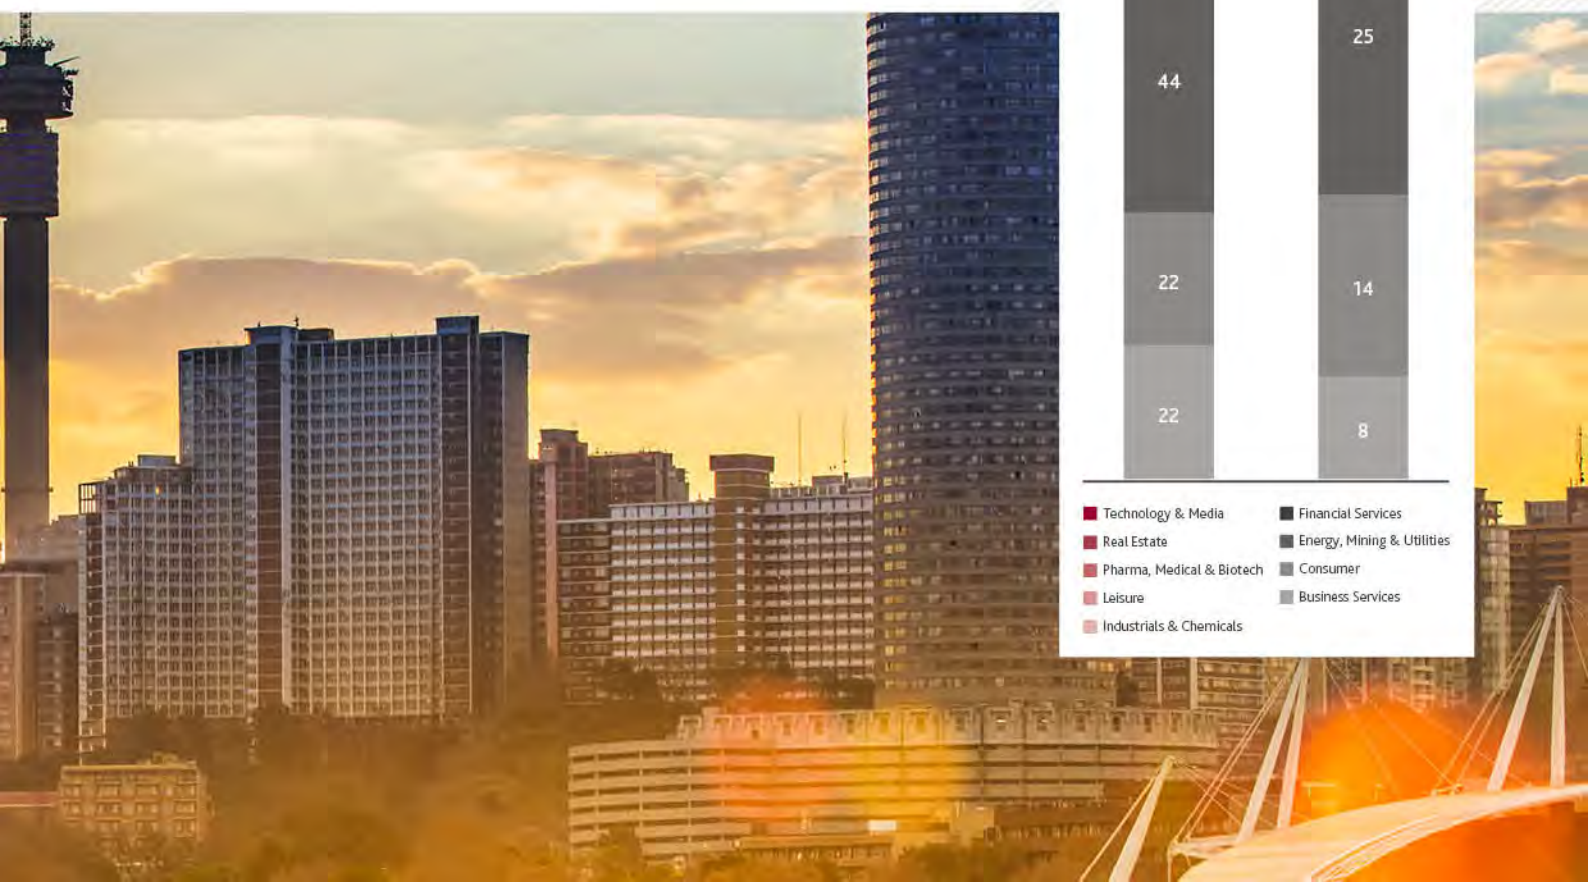 44
25
22
14
22
8
Technology & Media
Real Estate
Pharma, Medical & Biotech
Leisure
Industrials & Chemicals
Financial Services
Energy, Mining & Utilities
Consumer
Business Services